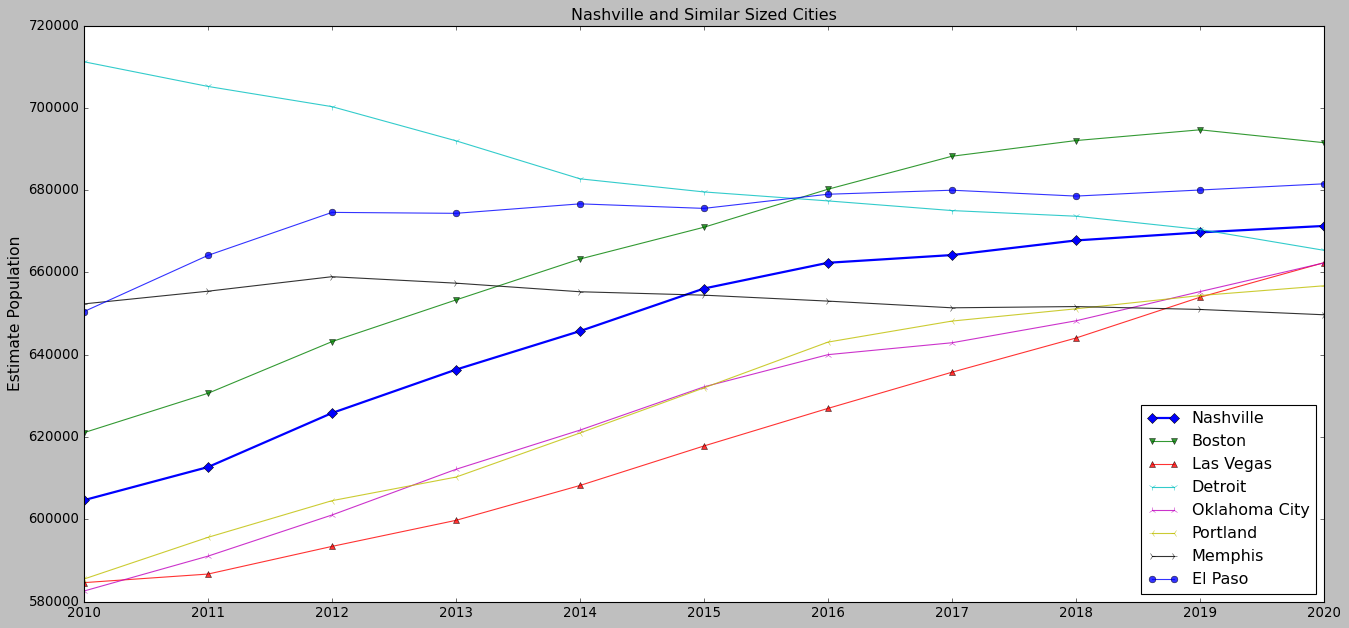 Nashville and Similar Sized Cities
720000
700000
680000
660000
640000
620000
600000
580000
Estimate Population
Nashville
Boston
Las Vegas
Detroit
Oklahoma City
Portland
Memphis
El Paso
2010 2011 2012 2013 2014 2015 2016 2017 2018 2019 2020